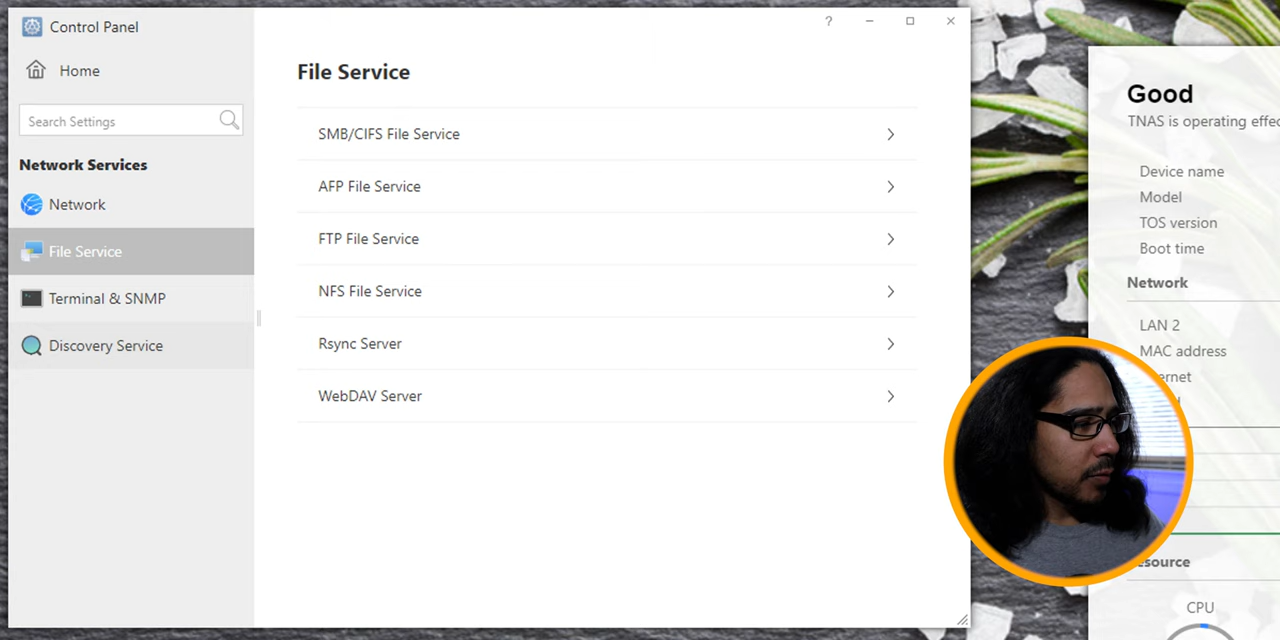 Control Panel
Home
Search Settings
Network Services
Network
File Service
Terminal & SNMP
Discovery Service
?
File Service
SMB/CIFS File Service
AFP File Service
FTP File Service
NFS File Service
Rsync Server
WebDAV Server
Good
TNAS is operating effec
Device name
Model
TOS version
Boot time
Network
LAN 2
MAC address
ernet
esource
CPU